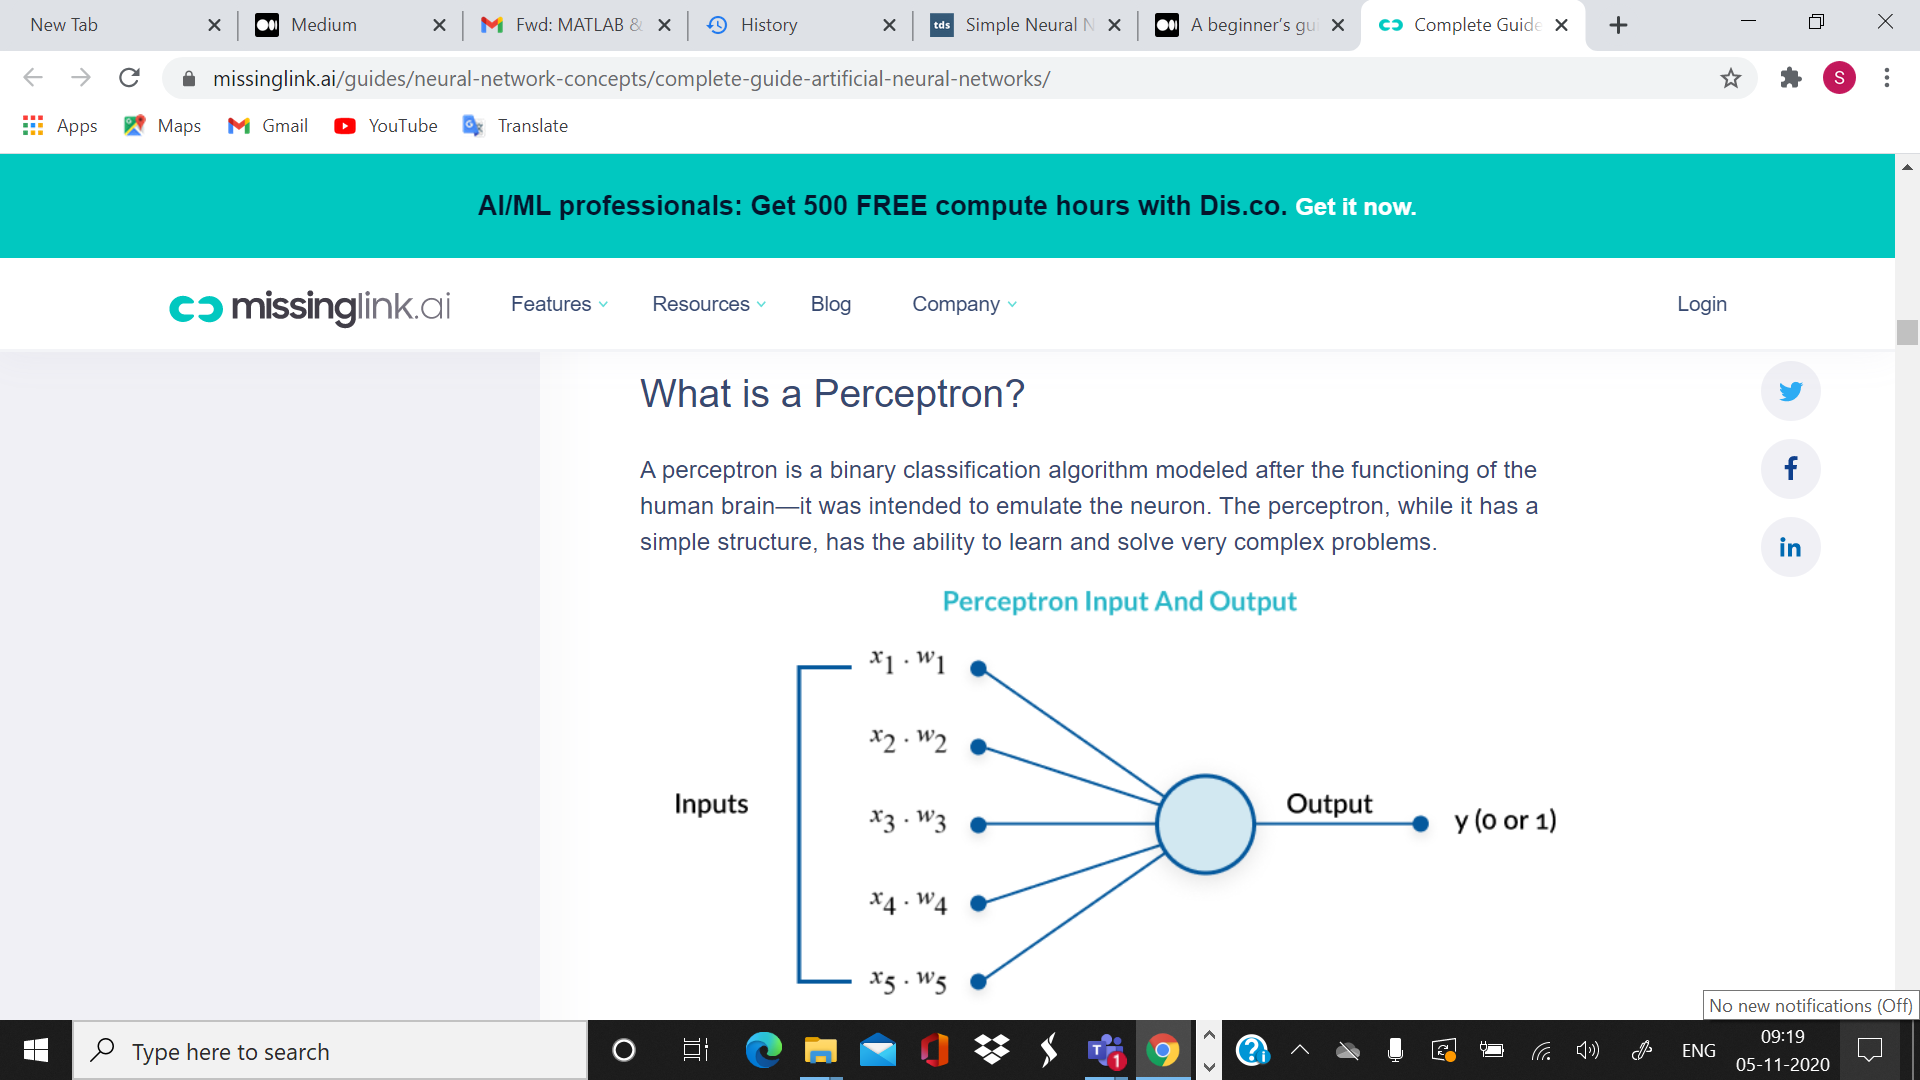 New Tab
Medium
Fwd: MATLAB &
History
tds Simple Neural N
A beginner's gui
Complete Guide
missinglink.ai/guides/neural-network-concepts/complete-guide-artificial-neural-networks/
S
Apps
Maps
Gmail
YouTube
Translate
AI/ML professionals: Get 500 FREE compute hours with Dis.co. Get it now.
missinglink.ai
Features
Resources
Blog
Company
Login
What is a Perceptron?
A perceptron is a binary classification algorithm modeled after the functioning of the
human brain—it was intended to emulate the neuron. The perceptron, while it has a
simple structure, has the ability to learn and solve very complex problems.
Perceptron Input And Output
x1 . w1
x2 . w2
Inputs
x3 . w3
Output
y (0 or 1)
x4 . w4
x5 . w5
f
in
No new notifications (Off)
Type here to search
1
ENG
09:19
05-11-2020